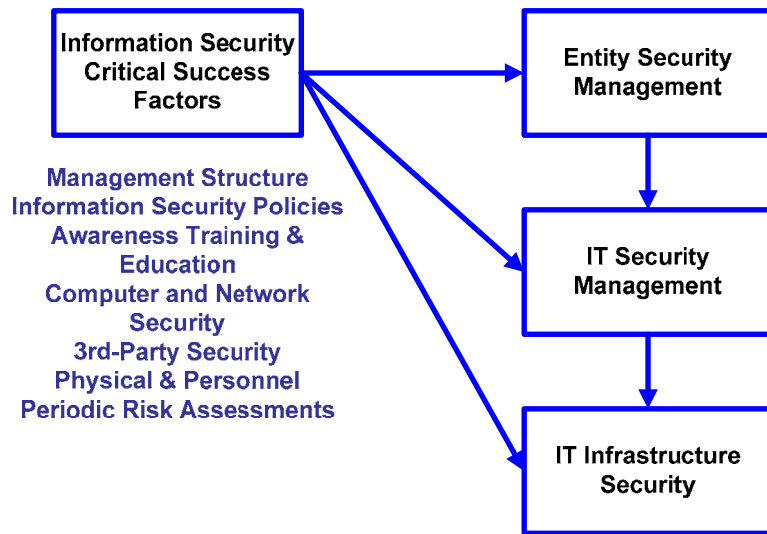 Information Security
Critical Success
Factors
Entity Security
Management
Management Structure
Information Security Policies
Awareness Training &
Education
Computer and Network
Security
3rd-Party Security
Physical & Personnel
Periodic Risk Assessments
IT Security
Management
IT Infrastructure
Security